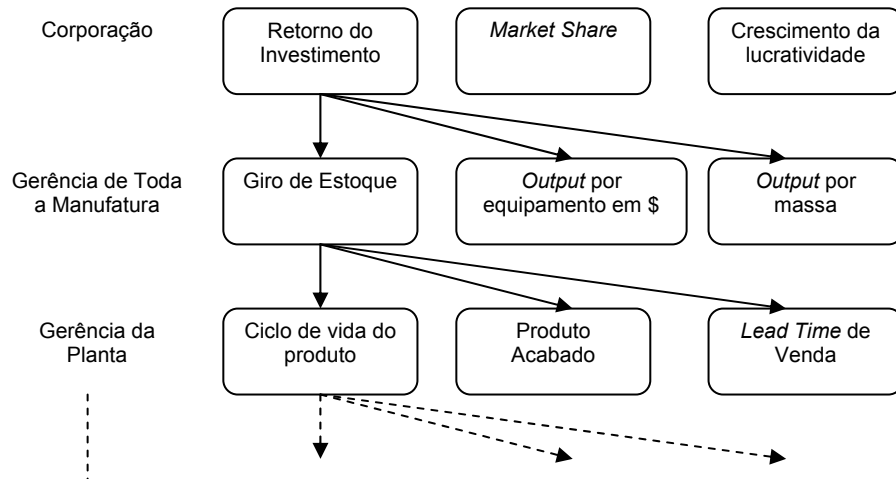 Corporação
Retorno do
Investimento
Market Share
Crescimento da
lucratividade
Gerência de Toda
a Manufatura
Giro de Estoque
Output por
equipamento em $
Output por
massa
Gerência da
Planta
Ciclo de vida do
produto
Produto
Acabado
Lead Time de
Venda